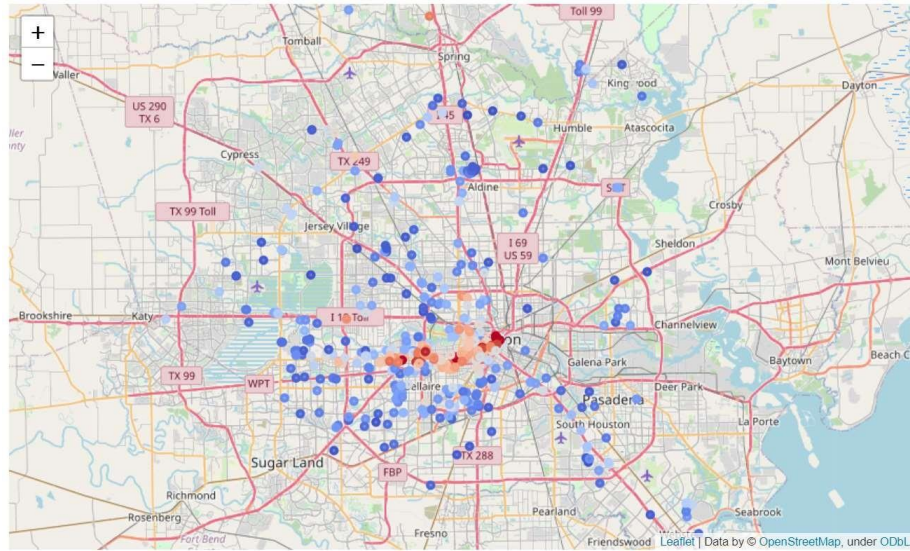 Toll 99
+
Tomball
−
Spring
Waller
US 290
TX 6
Dayton
I 45
Humble
Atascocita
Cypress
TX 249
Aldine
Crosby
TX 99 Toll
Jersey Village
I 69
US 59
Sheldon
Mont Belvieu
Brookshire
Katy
Channelview
Galena Park
Baytown
Beach C
TX 99
WPT
Deer Park
Pasadena
La Porte
South Houston
TX 288
Sugar Land
FBP
Richmond
Rosenberg
Pearland
Seabrook
Fort Bend
Fresno
Friendswood
Leaflet | Data by © OpenStreetMap, under ODbL